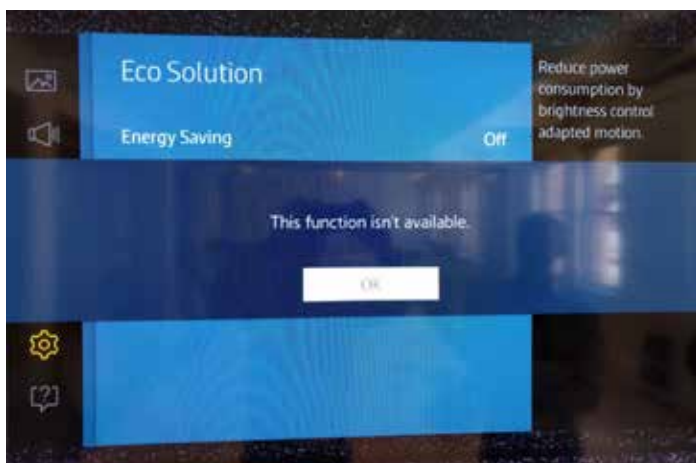 Eco Solution
Energy Saving Off
Reduce power
consumption by
brightness control
adapted motion.
This function isn't available.
OK
[?]